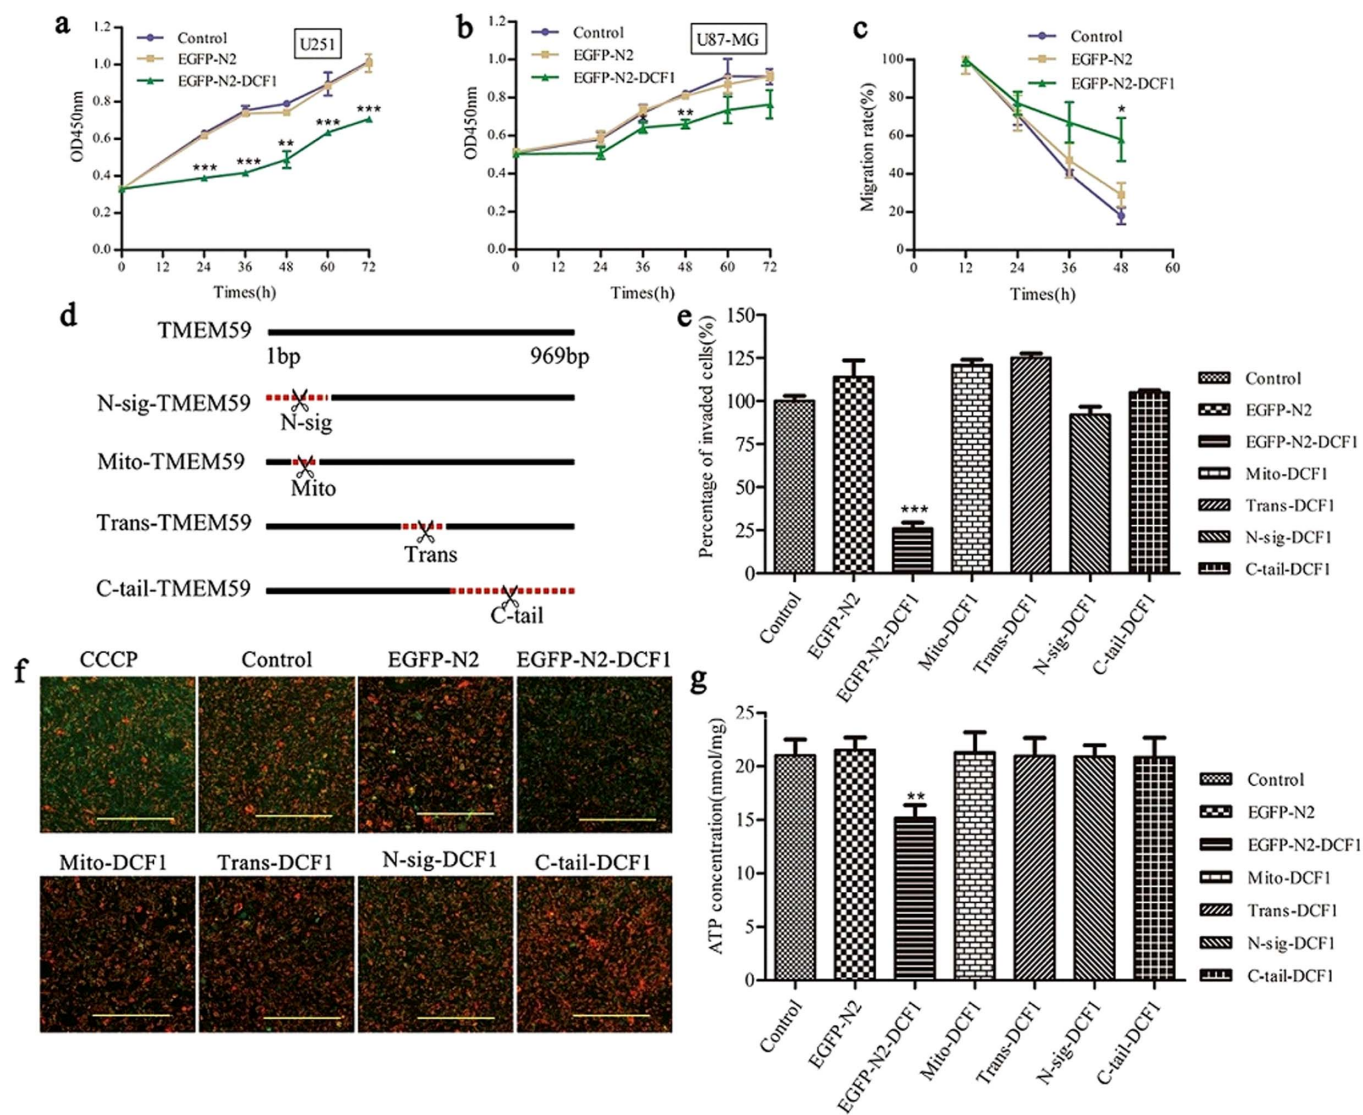 a
Control
EGFP-N2
EGFP-N2-DCF1
U251
OD450nm
1.2
1.0
0.8
0.6
0.4
0.2
0.0
***
***
**
***
***
0 12 24 36 48 60 72
Times(h)
b
Control
EGFP-N2
EGFP-N2-DCF1
U87-MG
OD450nm
1.2
1.0
0.8
0.6
0.4
0.2
0.0
*
**
0 12 24 36 48 60 72
Times(h)
c
Control
EGFP-N2
EGFP-N2-DCF1
Migration rate(%)
100
80
60
40
20
0
*
0 12 24 36 48 60
Times(h)
d
TMEM59
1bp 969bp
N-sig-TMEM59
N-sig
Mito-TMEM59
Mito
Trans-TMEM59
Trans
C-tail-TMEM59
C-tail
e
Percentage of invaded cells(%)
150
125
100
75
50
25
0
***
Control
EGFP-N2
EGFP-N2-DCF1
Mito-DCF1
Trans-DCF1
N-sig-DCF1
C-tail-DCF1
Control
EGFP-N2
EGFP-N2-DCF1
Mito-DCF1
Trans-DCF1
N-sig-DCF1
C-tail-DCF1
f
CCCP Control EGFP-N2 EGFP-N2-DCF1
Mito-DCF1 Trans-DCF1 N-sig-DCF1 C-tail-DCF1
g
ATP concentration(nmol/mg)
25
20
15
10
5
0
**
Control
EGFP-N2
EGFP-N2-DCF1
Mito-DCF1
Trans-DCF1
N-sig-DCF1
C-tail-DCF1
Control
EGFP-N2
EGFP-N2-DCF1
Mito-DCF1
Trans-DCF1
N-sig-DCF1
C-tail-DCF1